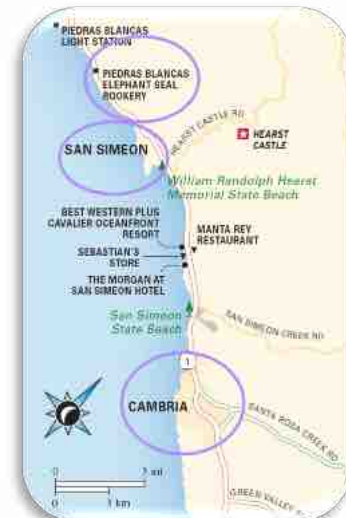 PIEDRAS BLANCAS
LIGHT STATION
PIEDRAS BLANCAS
ELEPHANT SEAL
ROOKERY
HEARST CASTLE RD
HEARST
CASTLE
SAN SIMEON
William Randolph Hearst
Memorial State Beach
BEST WESTERN PLUS
CAVALIER OCEANFRONT
RESORT
MANTA REY
RESTAURANT
SEBASTIAN'S
STORE
THE MORGAN AT
SAN SIMEON HOTEL
San Simeon
State Beach
SAN SIMEON CREEK RD
1
CAMBRIA
SANTA ROSA CREEK RD
0
1 mi
0
1 km
GREEN VALLEY